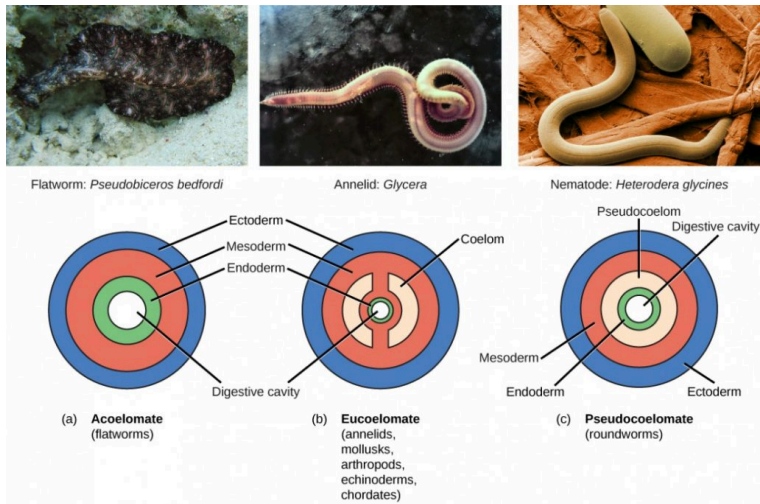 Flatworm: Pseudobiceros bedfordi
Annelid: Glycera
Nematode: Heterodera glycines
Ectoderm
Mesoderm
Endoderm
Coelom
Digestive cavity
Pseudocoelom
Digestive cavity
Mesoderm
Endoderm
Ectoderm
(a) Acoelomate
(flatworms)
(b) Eucoelomate
(annelids,
mollusks,
arthropods,
echinoderms,
chordates)
(c) Pseudocoelomate
(roundworms)